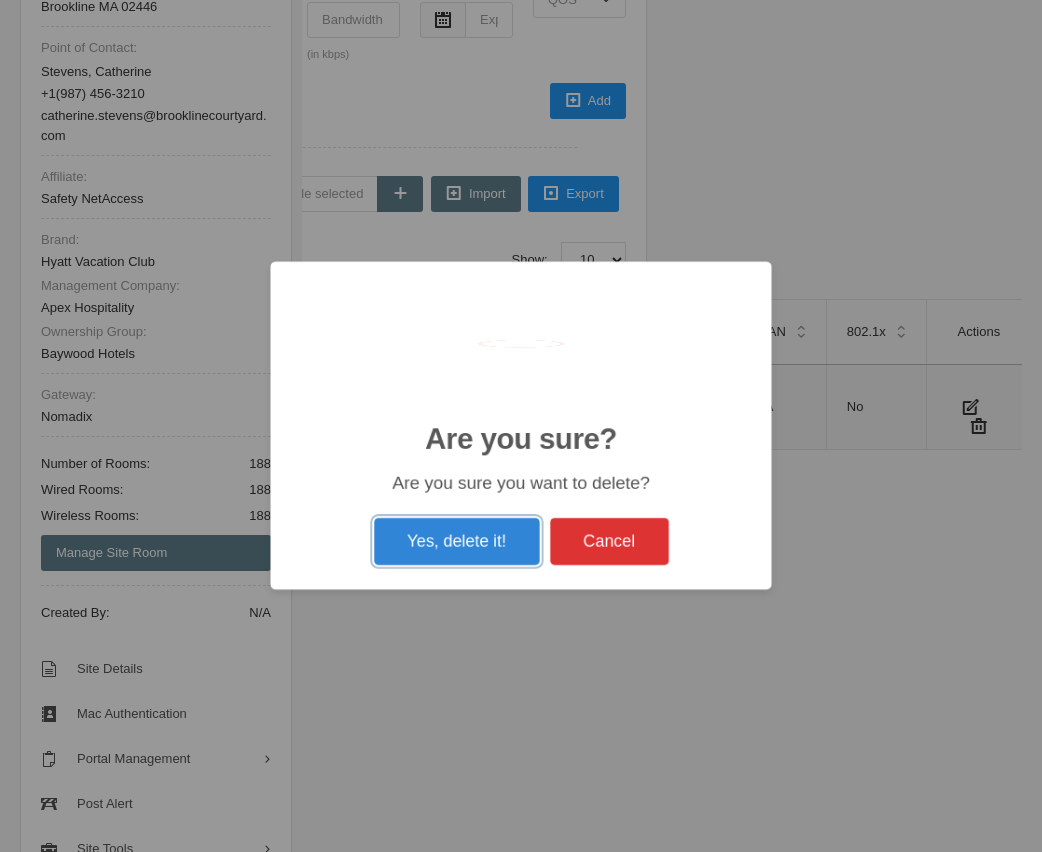 Brookline MA 02446
Point of Contact:
Stevens, Catherine
+1(987) 456-3210
catherine.stevens@brooklinecourtyard.
com
Affiliate:
Safety NetAccess
Brand:
Hyatt Vacation Club
Management Company:
Apex Hospitality
Ownership Group:
Baywood Hotels
Gateway:
Nomadix
Number of Rooms: 188
Wired Rooms: 188
Wireless Rooms: 188
Manage Site Room
Created By: N/A
Site Details
Mac Authentication
Portal Management
Post Alert
Site Tools
Bandwidth
(in kbps)
Exp
QOS
Add
le selected
Import
Export
Show: 10
AN 802.1x Actions
A No
Are you sure?
Are you sure you want to delete?
Yes, delete it! Cancel